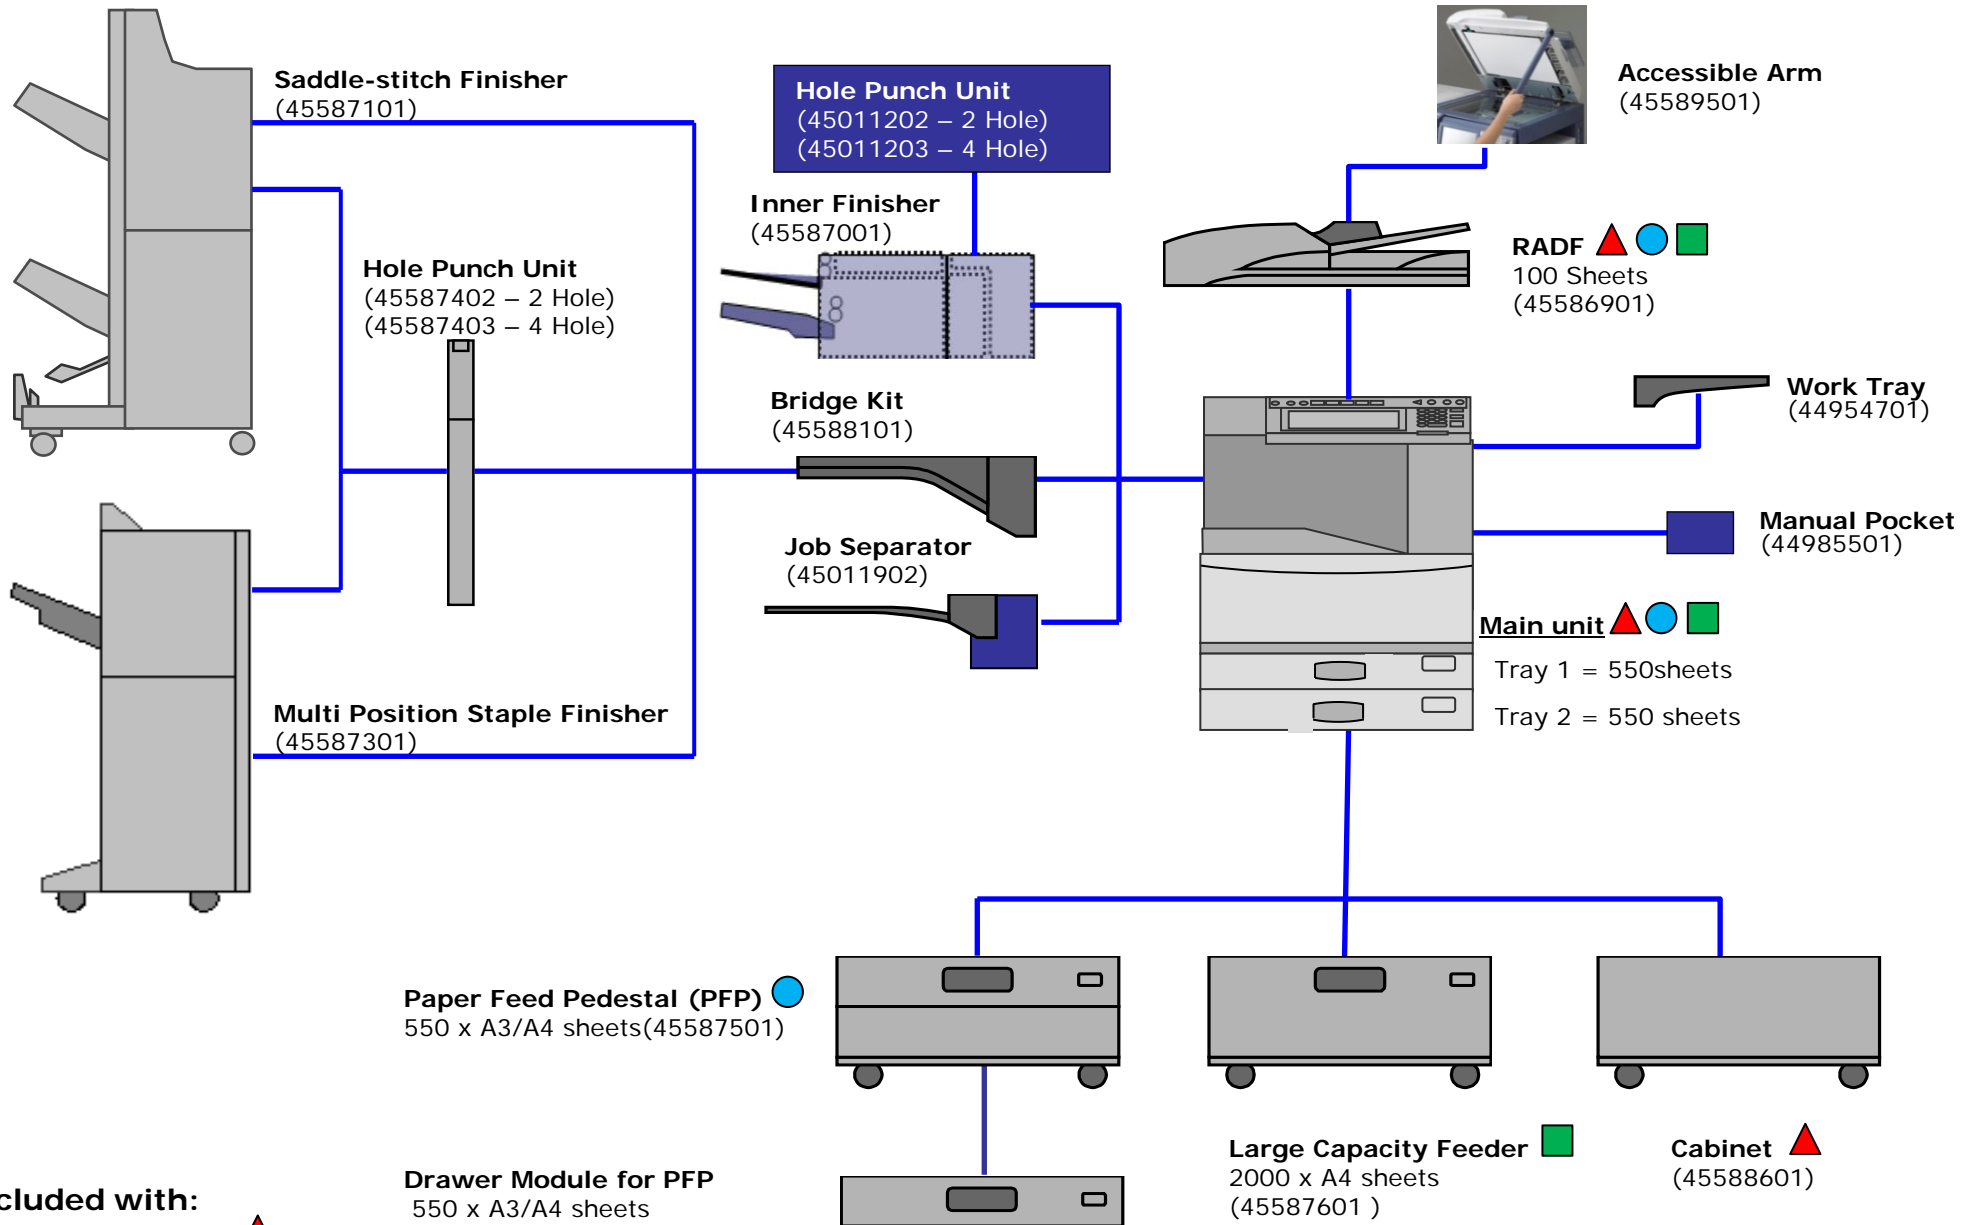 Saddle-stitch Finisher
(45587101)
Hole Punch Unit
(45011202 – 2 Hole)
(45011203 – 4 Hole)
Accessible Arm
(45589501)
Inner Finisher
(45587001)
RADF
100 Sheets
(45586901)
Hole Punch Unit
(45587402 – 2 Hole)
(45587403 – 4 Hole)
Bridge Kit
(45588101)
Work Tray
(44954701)
Job Separator
(45011902)
Manual Pocket
(44985501)
Main unit
Tray 1 = 550sheets
Tray 2 = 550 sheets
Multi Position Staple Finisher
(45587301)
Paper Feed Pedestal (PFP)
550 x A3/A4 sheets(45587501)
Large Capacity Feeder
2000 x A4 sheets
(45587601 )
Cabinet
(45588601)
Drawer Module for PFP
550 x A3/A4 sheets
cluded with: